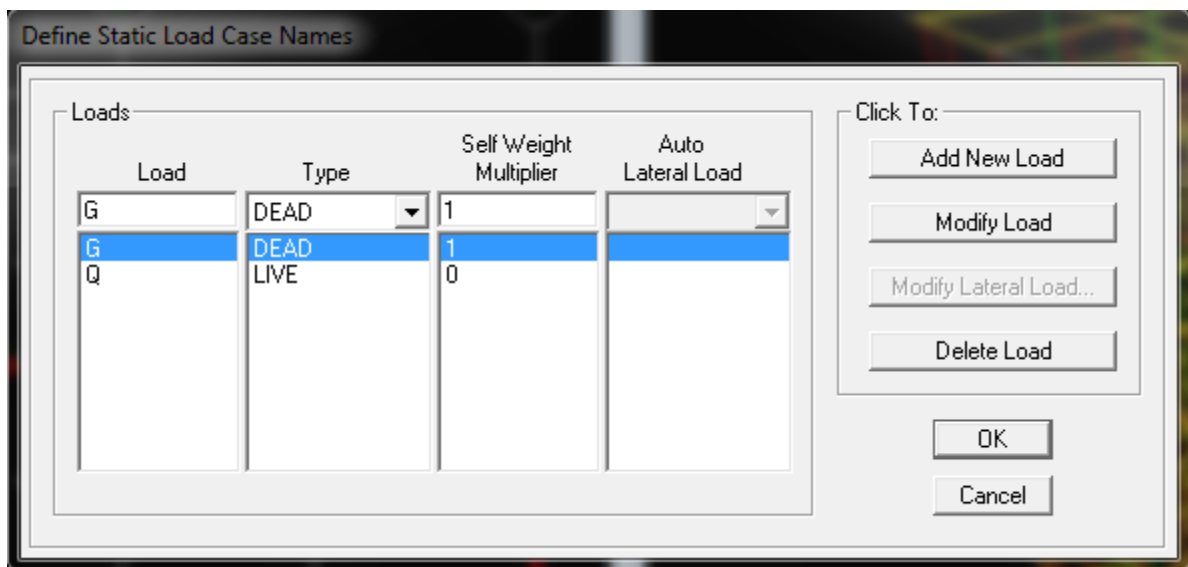 Define Static Load Case Names
Loads
Load Type Self Weight Multiplier Auto Lateral Load
G DEAD 1
G DEAD 1
Q LIVE 0
Click To:
Add New Load
Modify Load
Modify Lateral Load...
Delete Load
OK
Cancel